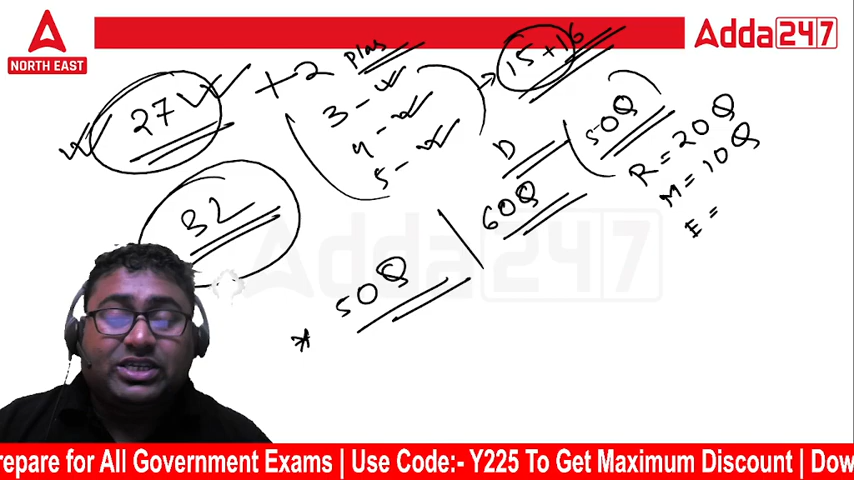 NORTH EAST
Adda247
27 +2 plus
3 -
4 -
5 -
15+16
32
D
50Q
60Q
R = 20Q
M = 10Q
E =
* 50Q
Adda247
repare for All Government Exams | Use Code:- Y225 To Get Maximum Discount | Dow